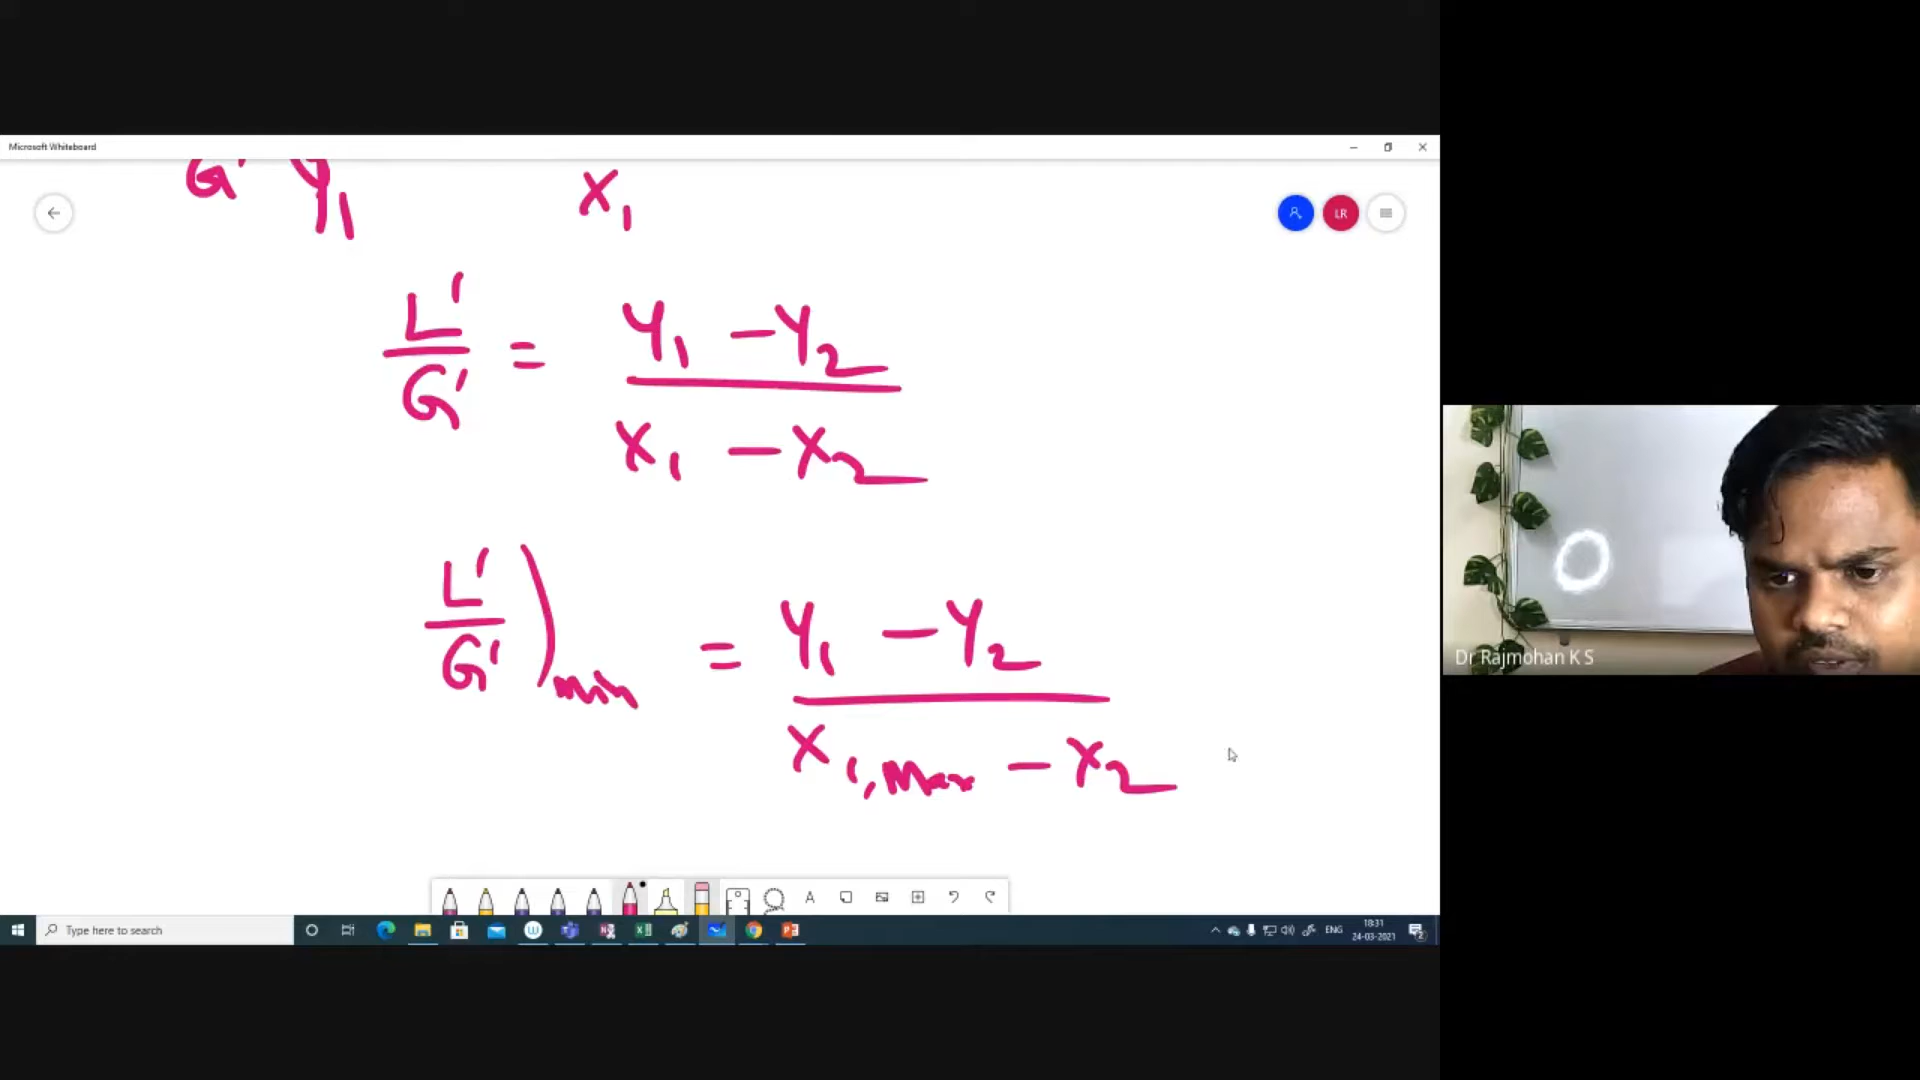 Microsoft Whiteboard
G' Y1
X1
LR
L'/G' = Y1 - Y2 / X1 - X2
L'/G')min = Y1 - Y2 / X1,Max - X2
Dr Rajmohan K S
A
Type here to search
ENG
18:31
24-03-2021
2